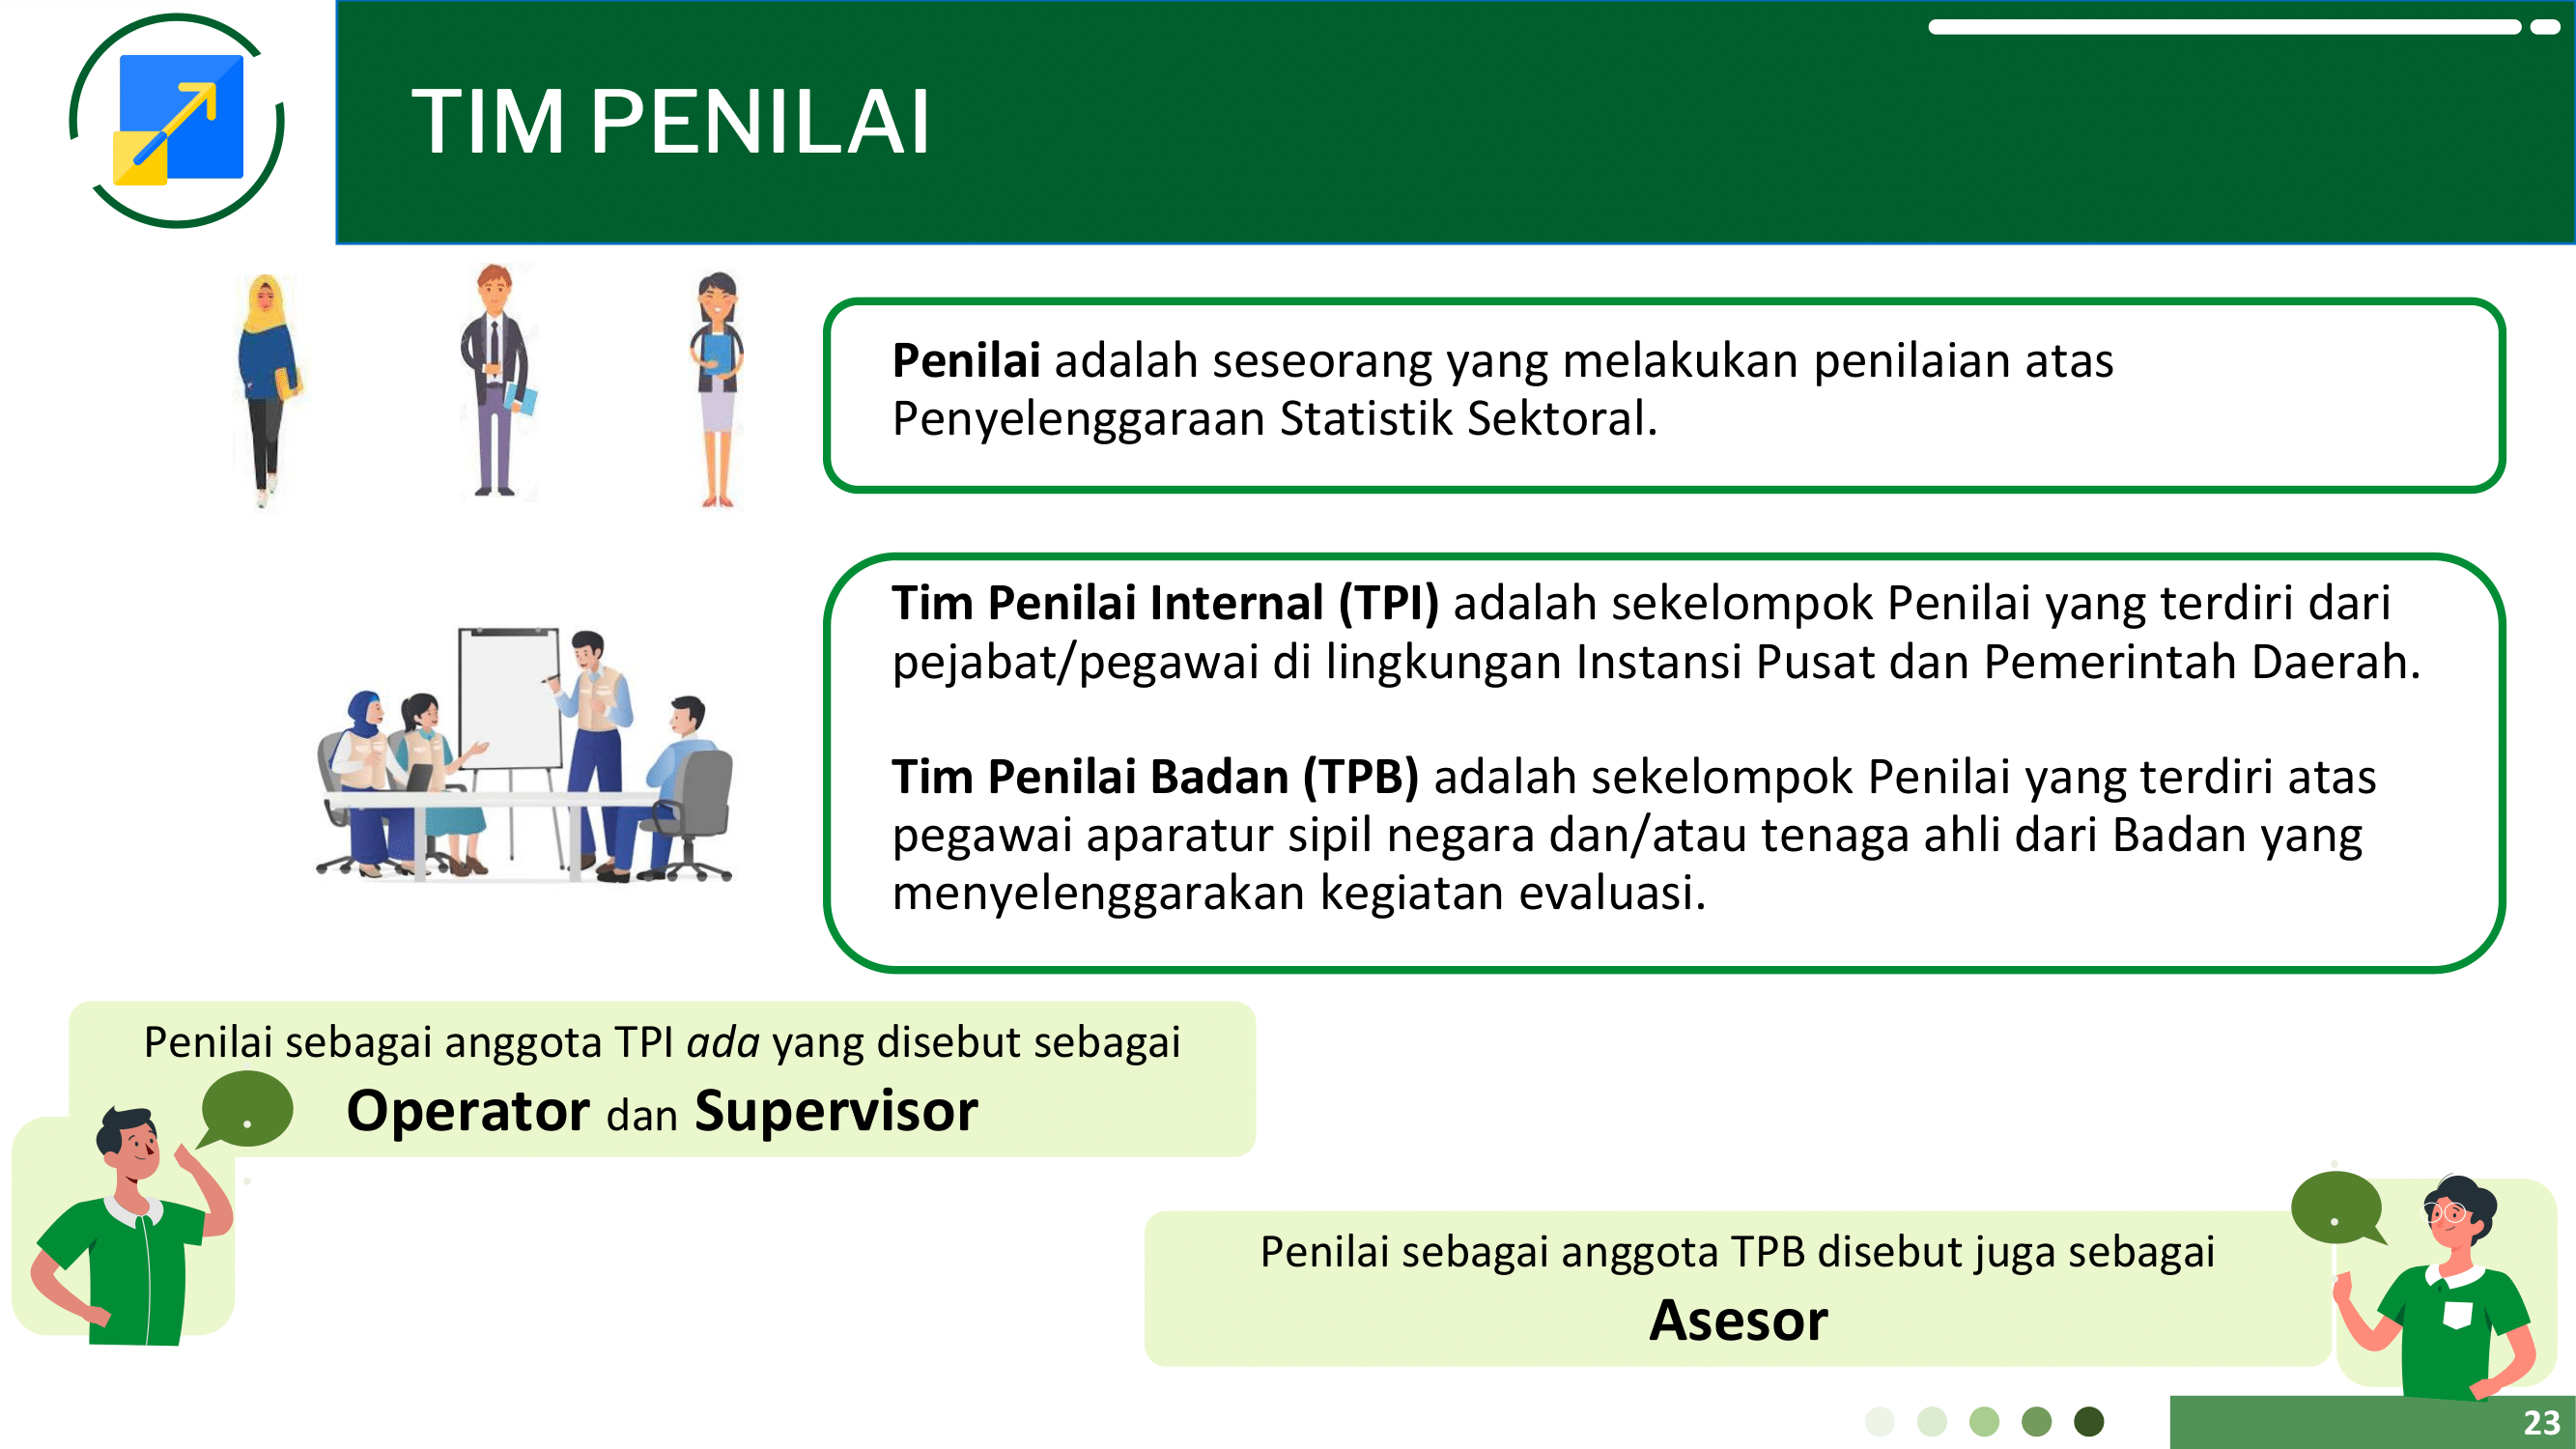 TIM PENILAI
Penilai adalah seseorang yang melakukan penilaian atas
Penyelenggaraan Statistik Sektoral.
Tim Penilai Internal (TPI) adalah sekelompok Penilai yang terdiri dari
pejabat/pegawai di lingkungan Instansi Pusat dan Pemerintah Daerah.
Tim Penilai Badan (TPB) adalah sekelompok Penilai yang terdiri atas
pegawai aparatur sipil negara dan/atau tenaga ahli dari Badan yang
menyelenggarakan kegiatan evaluasi.
Penilai sebagai anggota TPI ada yang disebut sebagai
Operator dan Supervisor
Penilai sebagai anggota TPB disebut juga sebagai
Asesor
23